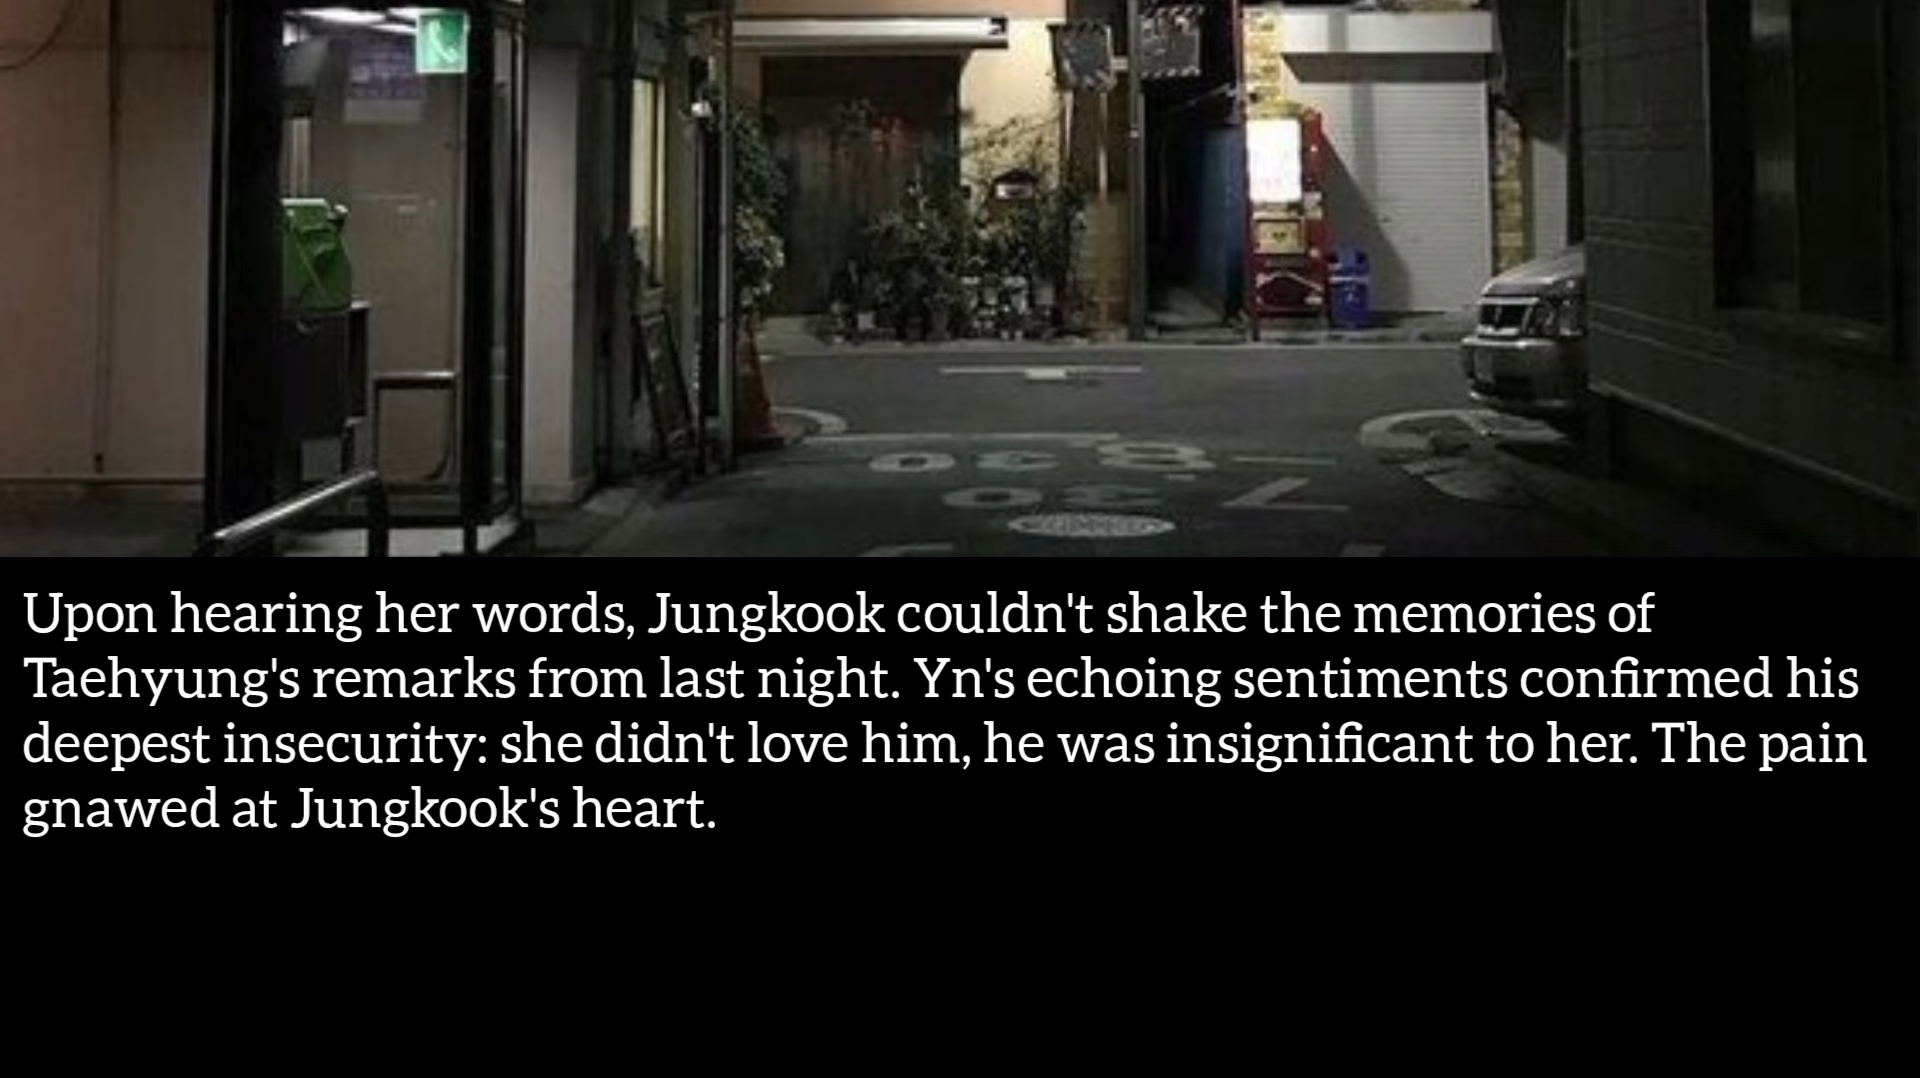 Upon hearing her words, Jungkook couldn't shake the memories of
Taehyung's remarks from last night. Yn's echoing sentiments confirmed his
deepest insecurity: she didn't love him, he was insignificant to her. The pain
gnawed at Jungkook's heart.